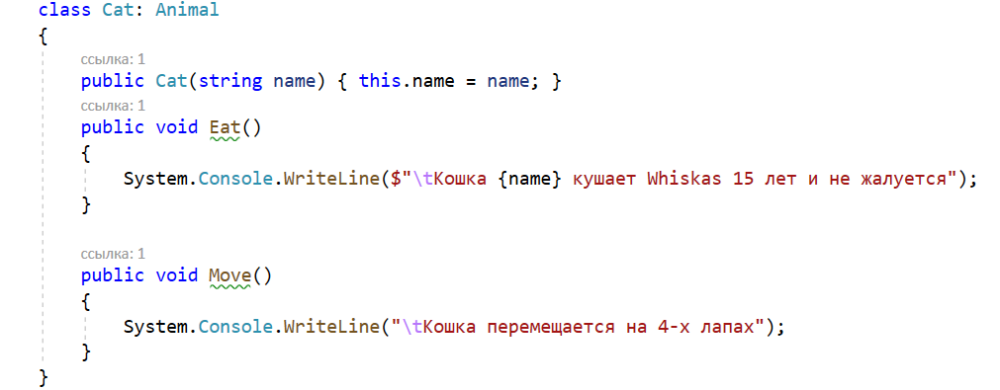 class Cat: Animal
{
ссылка: 1
public Cat(string name) { this.name = name; }
ссылка: 1
public void Eat()
{
System.Console.WriteLine($"\tКошка {name} кушает Whiskas 15 лет и не жалуется");
}
ссылка: 1
public void Move()
{
System.Console.WriteLine("\tКошка перемещается на 4-х лапах");
}
}